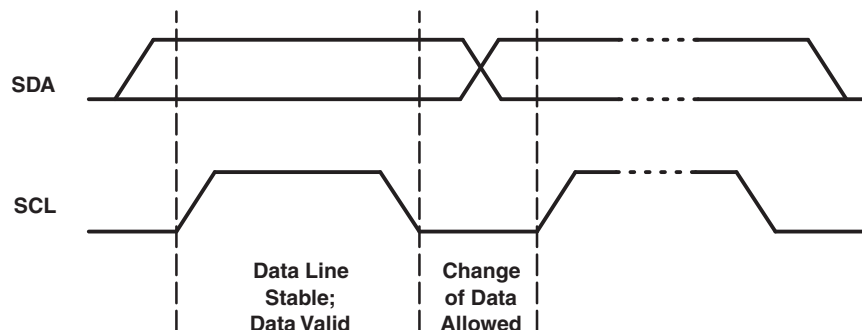 SDA
SCL
Data Line
Stable;
Data Valid
Change
of Data
Allowed